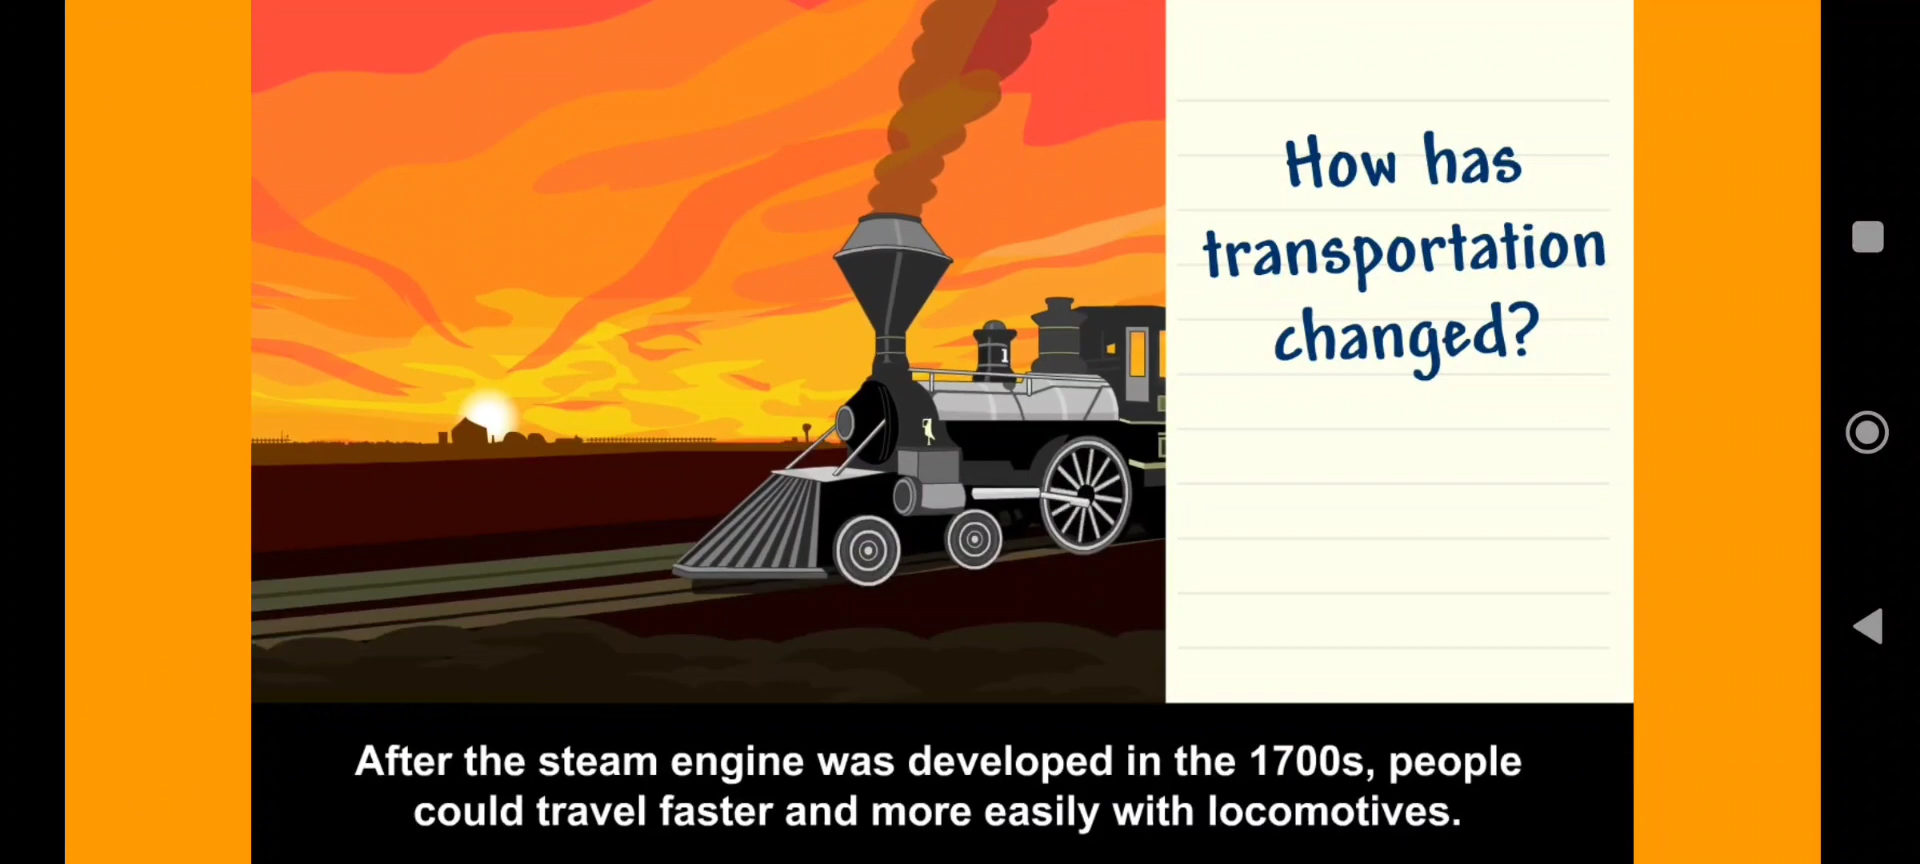 How has
transportation
changed?
1
After the steam engine was developed in the 1700s, people
could travel faster and more easily with locomotives.